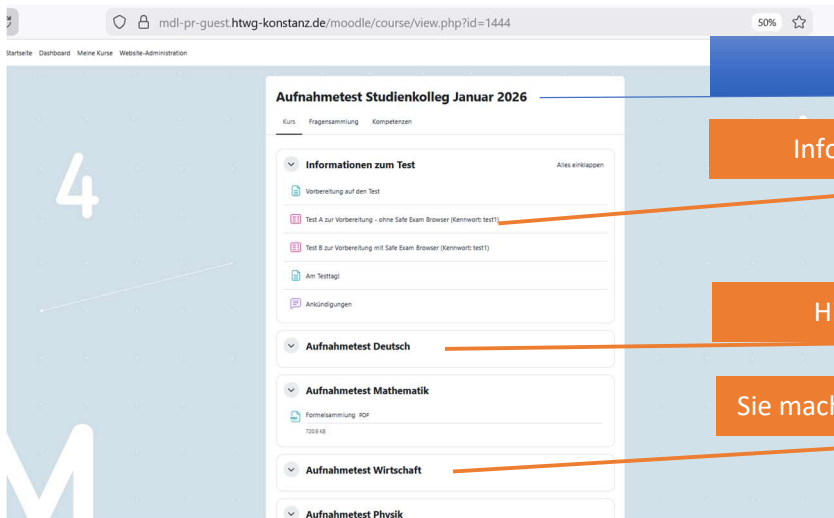 mdl-pr-guest.htwg-konstanz.de/moodle/course/view.php?id=1444
50%
Startseite Dashboard Meine Kurse Website-Administration
Aufnahmetest Studienkolleg Januar 2026
Kurs Fragensammlung Kompetenzen
Informationen zum Test
Alles einklappen
Vorbereitung auf den Test
Test A zur Vorbereitung - ohne Safe Exam Browser (Kennwort: test1)
Test B zur Vorbereitung mit Safe Exam Browser (Kennwort: test1)
Am Testtag!
Ankündigungen
Aufnahmetest Deutsch
Aufnahmetest Mathematik
Formelsammlung PDF
720,9 KB
Aufnahmetest Wirtschaft
Aufnahmetest Physik
Info
H
Sie mach
4
M